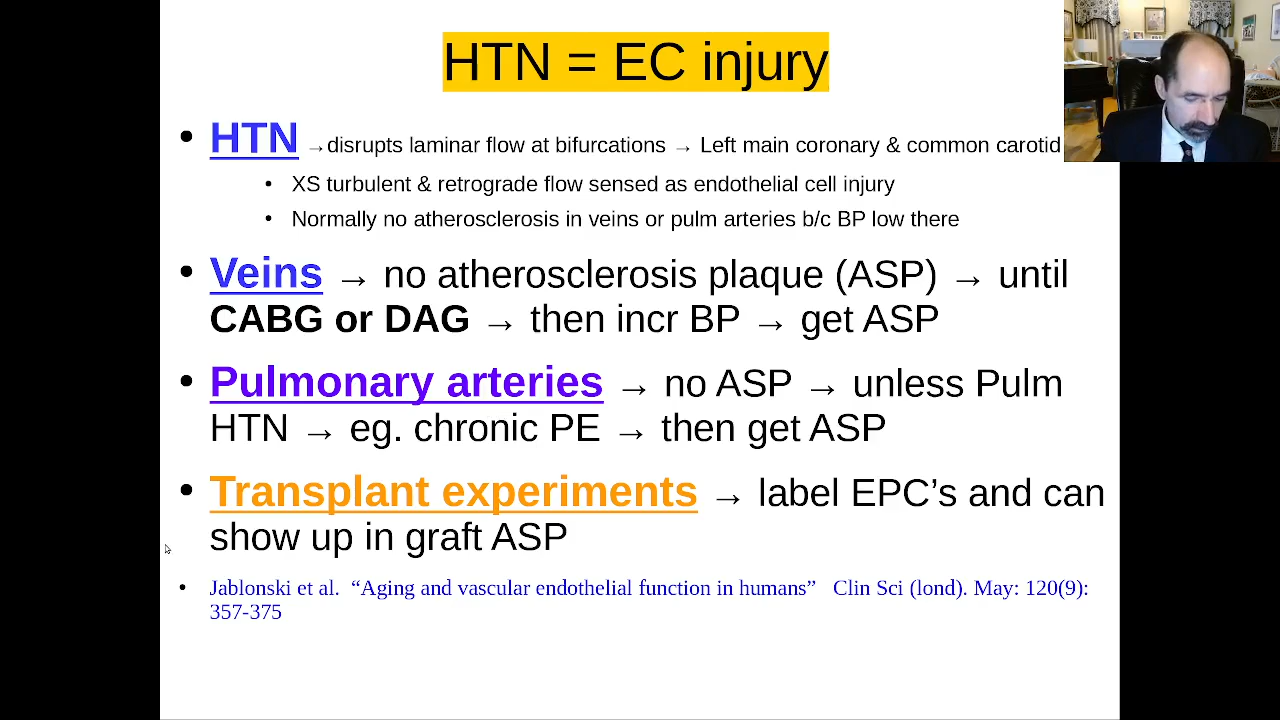 HTN = EC injury
• HTN →disrupts laminar flow at bifurcations → Left main coronary & common carotid
• XS turbulent & retrograde flow sensed as endothelial cell injury
• Normally no atherosclerosis in veins or pulm arteries b/c BP low there
• Veins → no atherosclerosis plaque (ASP) → until
CABG or DAG → then incr BP → get ASP
• Pulmonary arteries → no ASP → unless Pulm
HTN → eg. chronic PE → then get ASP
• Transplant experiments → label EPC’s and can
show up in graft ASP
• Jablonski et al. “Aging and vascular endothelial function in humans” Clin Sci (lond). May: 120(9):
357-375